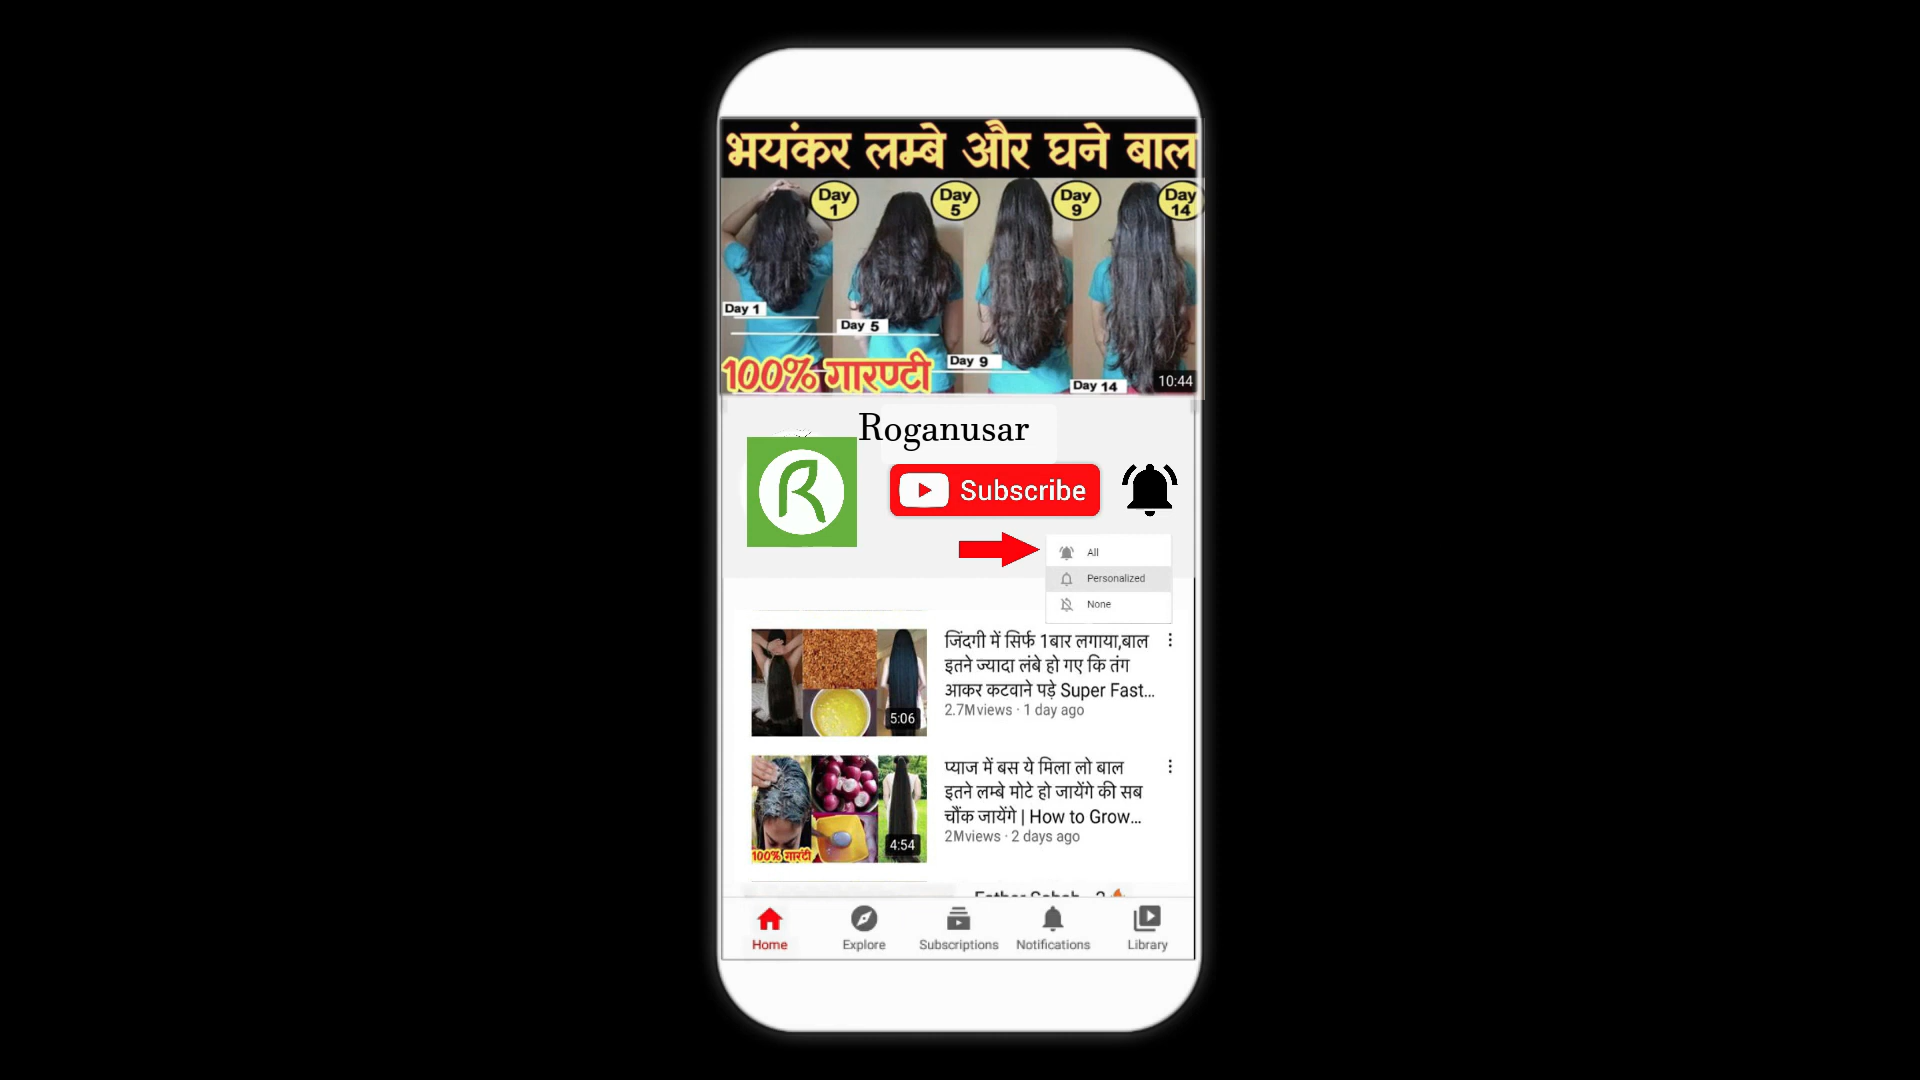 भयंकर लम्बे और घने बाल
Day 1
Day 5
Day 9
Day 14
Day 1
Day 5
Day 9
Day 14
100% गारण्टी
10:44
Roganusar
Subscribe
All
Personalized
None
जिंदगी में सिर्फ 1बार लगाया,बाल
इतने ज्यादा लंबे हो गए कि तंग
आकर कटवाने पड़े Super Fast...
2.7Mviews · 1 day ago
5:06
प्याज में बस ये मिला लो बाल
इतने लम्बे मोटे हो जायेंगे की सब
चौंक जायेंगे | How to Grow...
2Mviews · 2 days ago
4:54
100% गारंटी
Home
Explore
Subscriptions
Notifications
Library